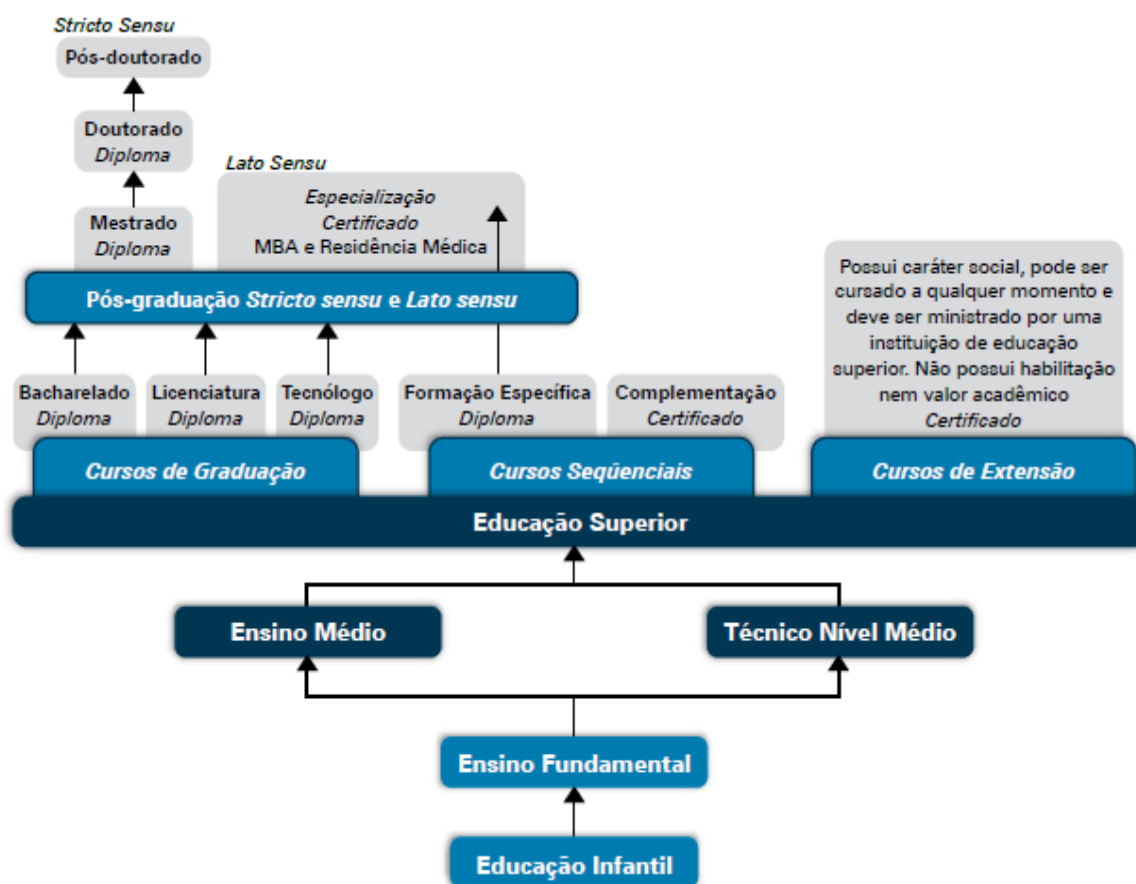 Stricto Sensu
Pós-doutorado
Doutorado
Diploma
Mestrado
Diploma
Lato Sensu
Especialização
Certificado
MBA e Residência Médica
Pós-graduação Stricto sensu e Lato sensu
Bacharelado
Diploma
Licenciatura
Diploma
Tecnólogo
Diploma
Cursos de Graduação
Formação Específica
Diploma
Complementação
Certificado
Cursos Seqüenciais
Possui caráter social, pode ser
cursado a qualquer momento e
deve ser ministrado por uma
instituição de educação
superior. Não possui habilitação
nem valor acadêmico
Certificado
Cursos de Extensão
Educação Superior
Ensino Médio
Técnico Nível Médio
Ensino Fundamental
Educação Infantil